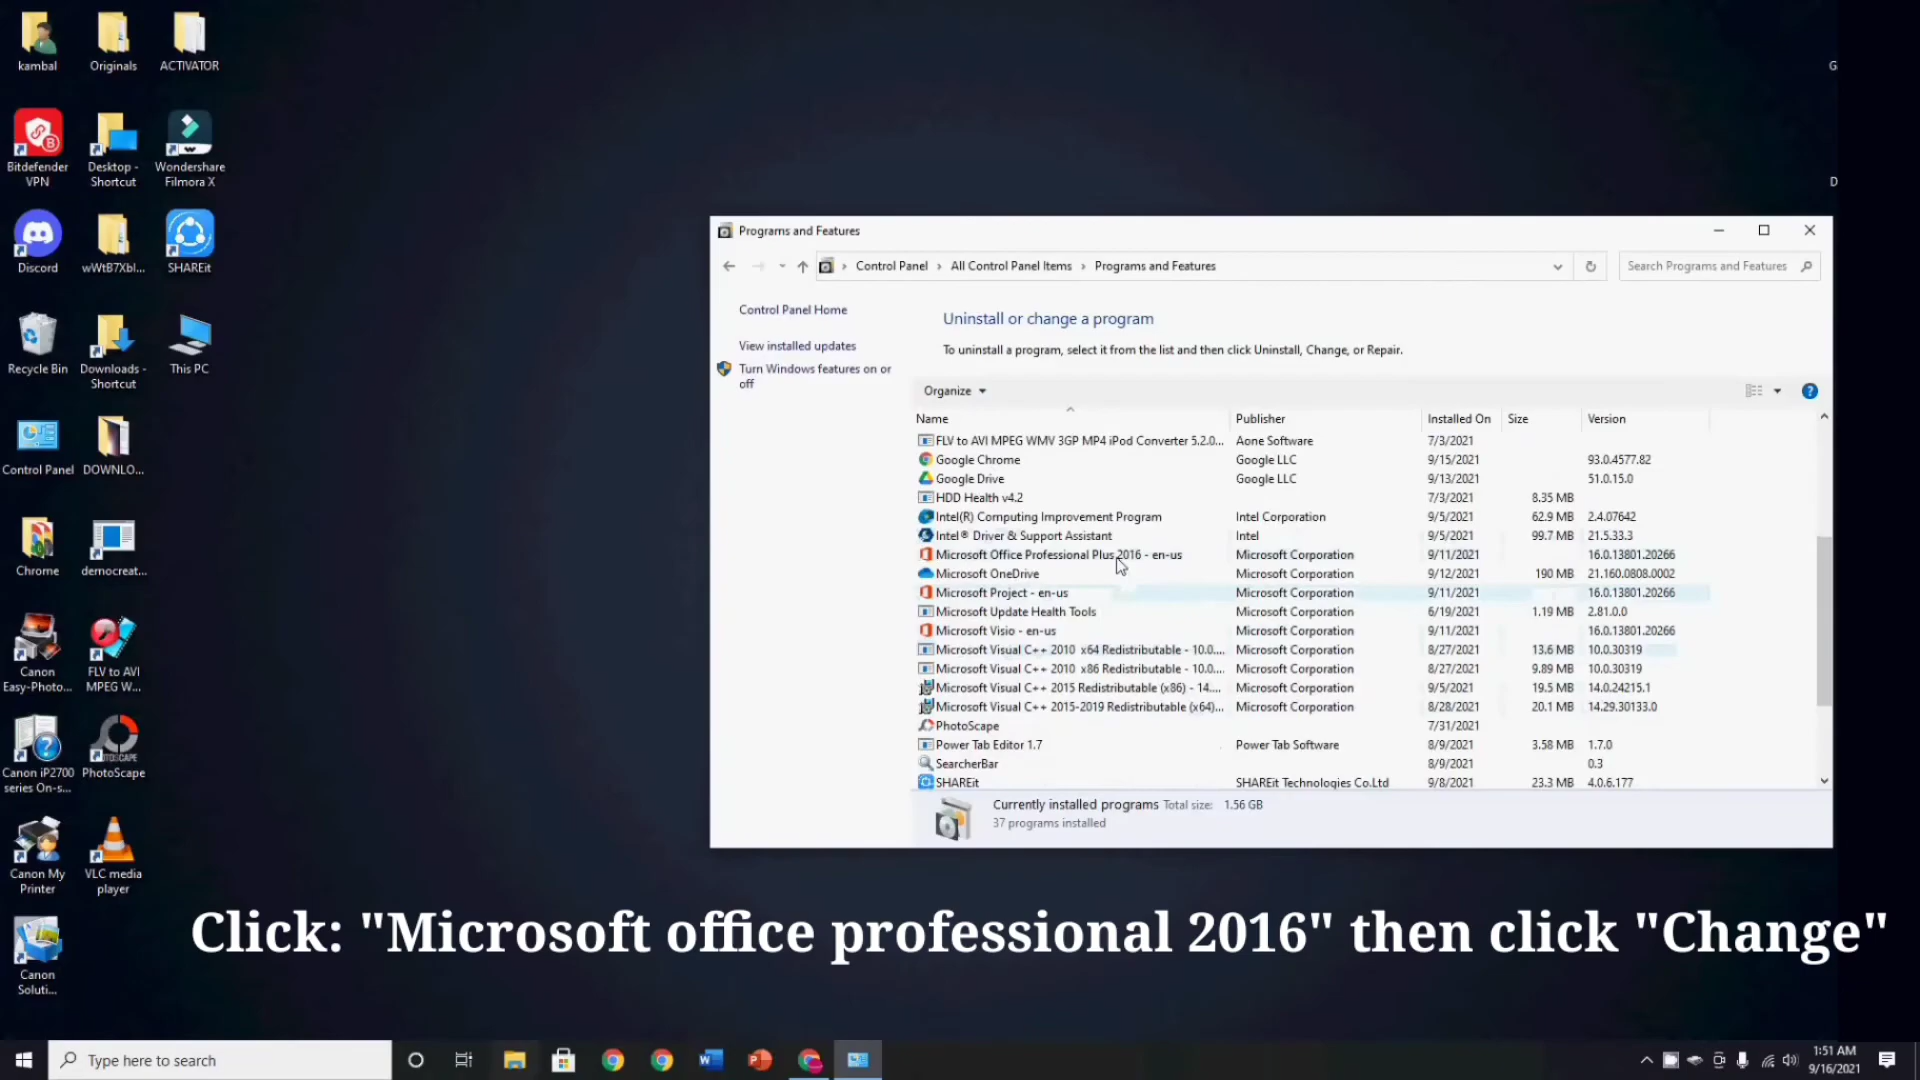 kambal
Originals
ACTIVATOR
G
Bitdefender
VPN
Desktop -
Shortcut
Wondershare
Filmora X
D
Discord
wWtB7Xbl...
SHAREit
Recycle Bin
Downloads -
Shortcut
This PC
Control Panel
DOWNLO...
Chrome
democreat...
Canon
Easy-Photo...
FLV to AVI
MPEG W...
Canon iP2700
series On-s...
PhotoScape
Canon My
Printer
VLC media
player
Canon
Soluti...
Programs and Features
Control Panel > All Control Panel Items > Programs and Features
Search Programs and Features
Control Panel Home
View installed updates
Turn Windows features on or
off
Uninstall or change a program
To uninstall a program, select it from the list and then click Uninstall, Change, or Repair.
Organize
Name Publisher Installed On Size Version
FLV to AVI MPEG WMV 3GP MP4 iPod Converter 5.2.0... Aone Software 7/3/2021
Google Chrome Google LLC 9/15/2021 93.0.4577.82
Google Drive Google LLC 9/13/2021 51.0.15.0
HDD Health v4.2 7/3/2021 8.35 MB
Intel(R) Computing Improvement Program Intel Corporation 9/5/2021 62.9 MB 2.4.07642
Intel® Driver & Support Assistant Intel 9/5/2021 99.7 MB 21.5.33.3
Microsoft Office Professional Plus 2016 - en-us Microsoft Corporation 9/11/2021 16.0.13801.20266
Microsoft OneDrive Microsoft Corporation 9/12/2021 190 MB 21.160.0808.0002
Microsoft Project - en-us Microsoft Corporation 9/11/2021 16.0.13801.20266
Microsoft Update Health Tools Microsoft Corporation 6/19/2021 1.19 MB 2.81.0.0
Microsoft Visio - en-us Microsoft Corporation 9/11/2021 16.0.13801.20266
Microsoft Visual C++ 2010 x64 Redistributable - 10.0.... Microsoft Corporation 8/27/2021 13.6 MB 10.0.30319
Microsoft Visual C++ 2010 x86 Redistributable - 10.0.... Microsoft Corporation 8/27/2021 9.89 MB 10.0.30319
Microsoft Visual C++ 2015 Redistributable (x86) - 14.... Microsoft Corporation 9/5/2021 19.5 MB 14.0.24215.1
Microsoft Visual C++ 2015-2019 Redistributable (x64)... Microsoft Corporation 8/28/2021 20.1 MB 14.29.30133.0
PhotoScape 7/31/2021
Power Tab Editor 1.7 Power Tab Software 8/9/2021 3.58 MB 1.7.0
SearcherBar 8/9/2021 0.3
SHAREit SHAREit Technologies Co.Ltd 9/8/2021 23.3 MB 4.0.6.177
Currently installed programs Total size: 1.56 GB
37 programs installed
Click: "Microsoft office professional 2016" then click "Change"
Type here to search
1:51 AM
9/16/2021